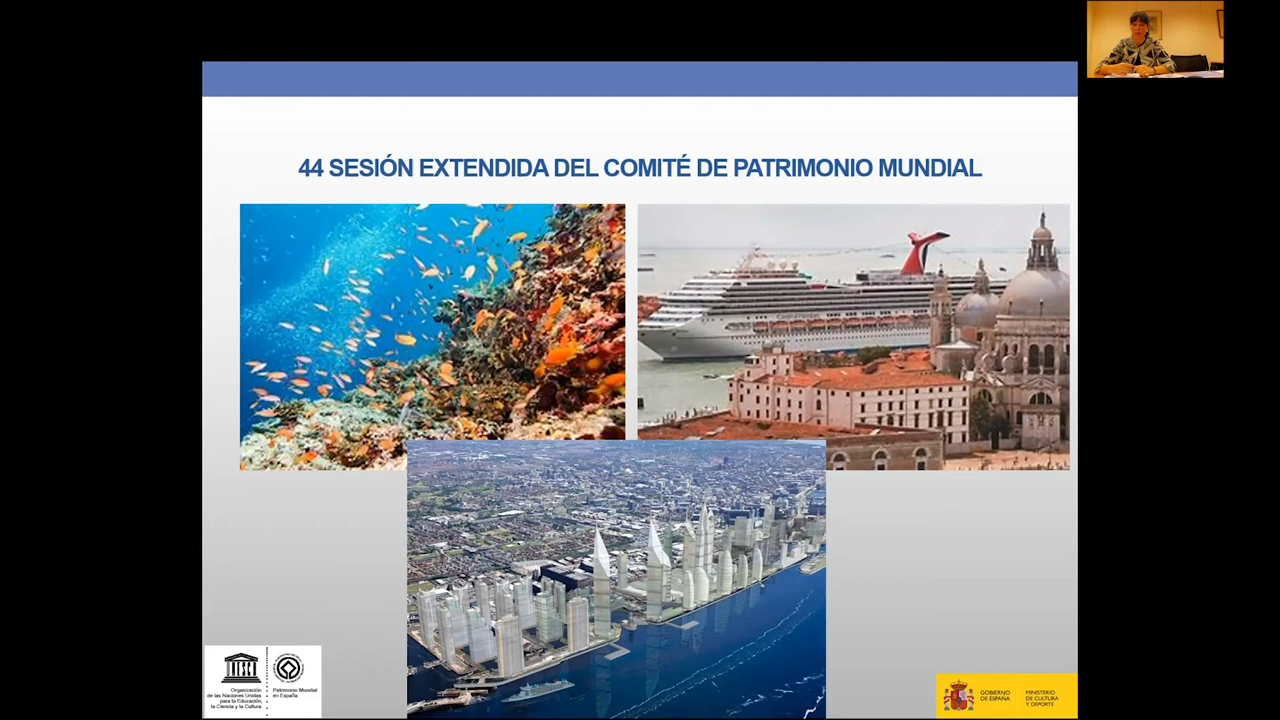 44 SESIÓN EXTENDIDA DEL COMITÉ DE PATRIMONIO MUNDIAL
Organización
de las Naciones Unidas
para la Educación,
la Ciencia y la Cultura
Patrimonio Mundial
en España
GOBIERNO
DE ESPAÑA
MINISTERIO
DE CULTURA
Y DEPORTE